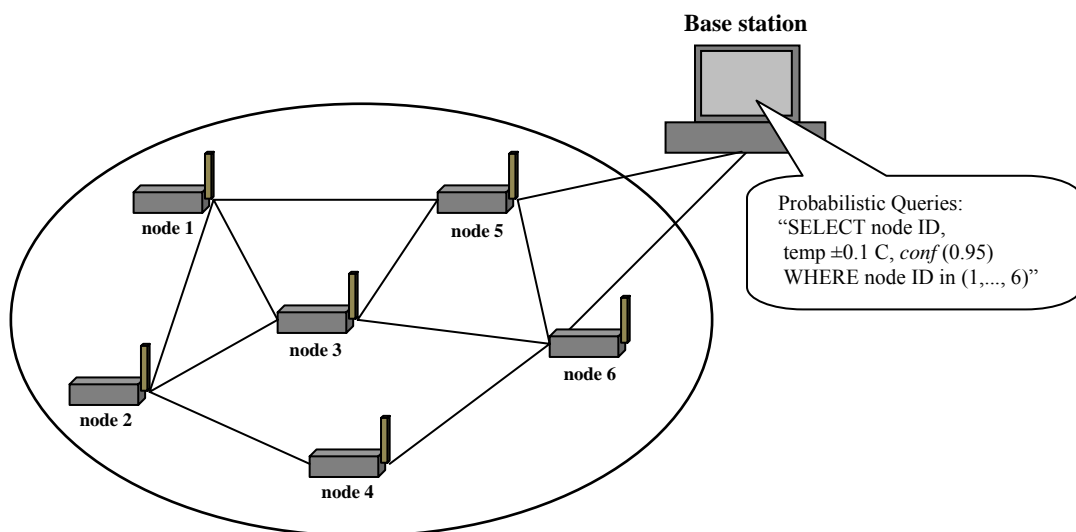 Base station
node 1
node 5
Probabilistic Queries:
“SELECT node ID,
temp ±0.1 C, conf (0.95)
WHERE node ID in (1,..., 6)”
node 3
node 6
node 2
node 4